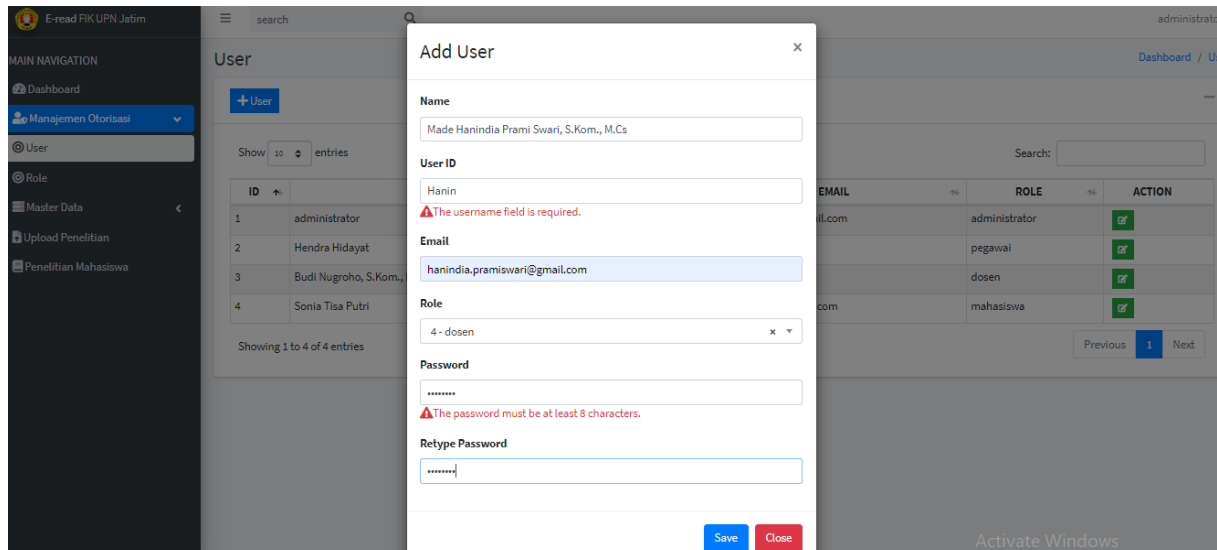 E-read FIK UPN Jatim
search
administrato
MAIN NAVIGATION
Dashboard
Manajemen Otorisasi
User
Role
Master Data
Upload Penelitian
Penelitian Mahasiswa
User
Dashboard / U
+ User
Show 10 entries
Search:
ID EMAIL ROLE ACTION
1 administrator il.com administrator
2 Hendra Hidayat pegawai
3 Budi Nugroho, S.Kom., dosen
4 Sonia Tisa Putri com mahasiswa
Showing 1 to 4 of 4 entries
Previous 1 Next
Add User ×
Name
Made Hanindia Prami Swari, S.Kom., M.Cs
User ID
Hanin
The username field is required.
Email
hanindia.pramiswari@gmail.com
Role
4 - dosen ×
Password
••••••••
The password must be at least 8 characters.
Retype Password
••••••••
Save Close
Activate Windows